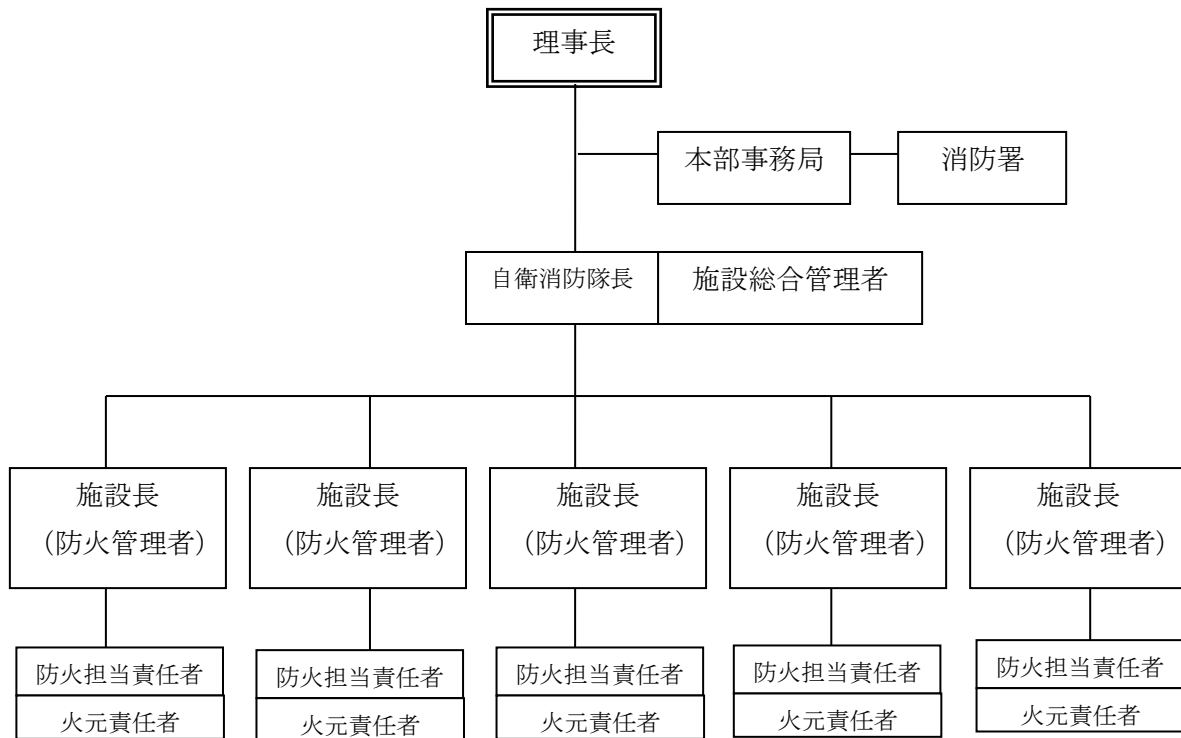 理事長
本部事務局
消防署
自衛消防隊長
施設総合管理者
施設長
（防火管理者）
施設長
（防火管理者）
施設長
（防火管理者）
施設長
（防火管理者）
施設長
（防火管理者）
防火担当責任者
火元責任者
防火担当責任者
火元責任者
防火担当責任者
火元責任者
防火担当責任者
火元責任者
防火担当責任者
火元責任者